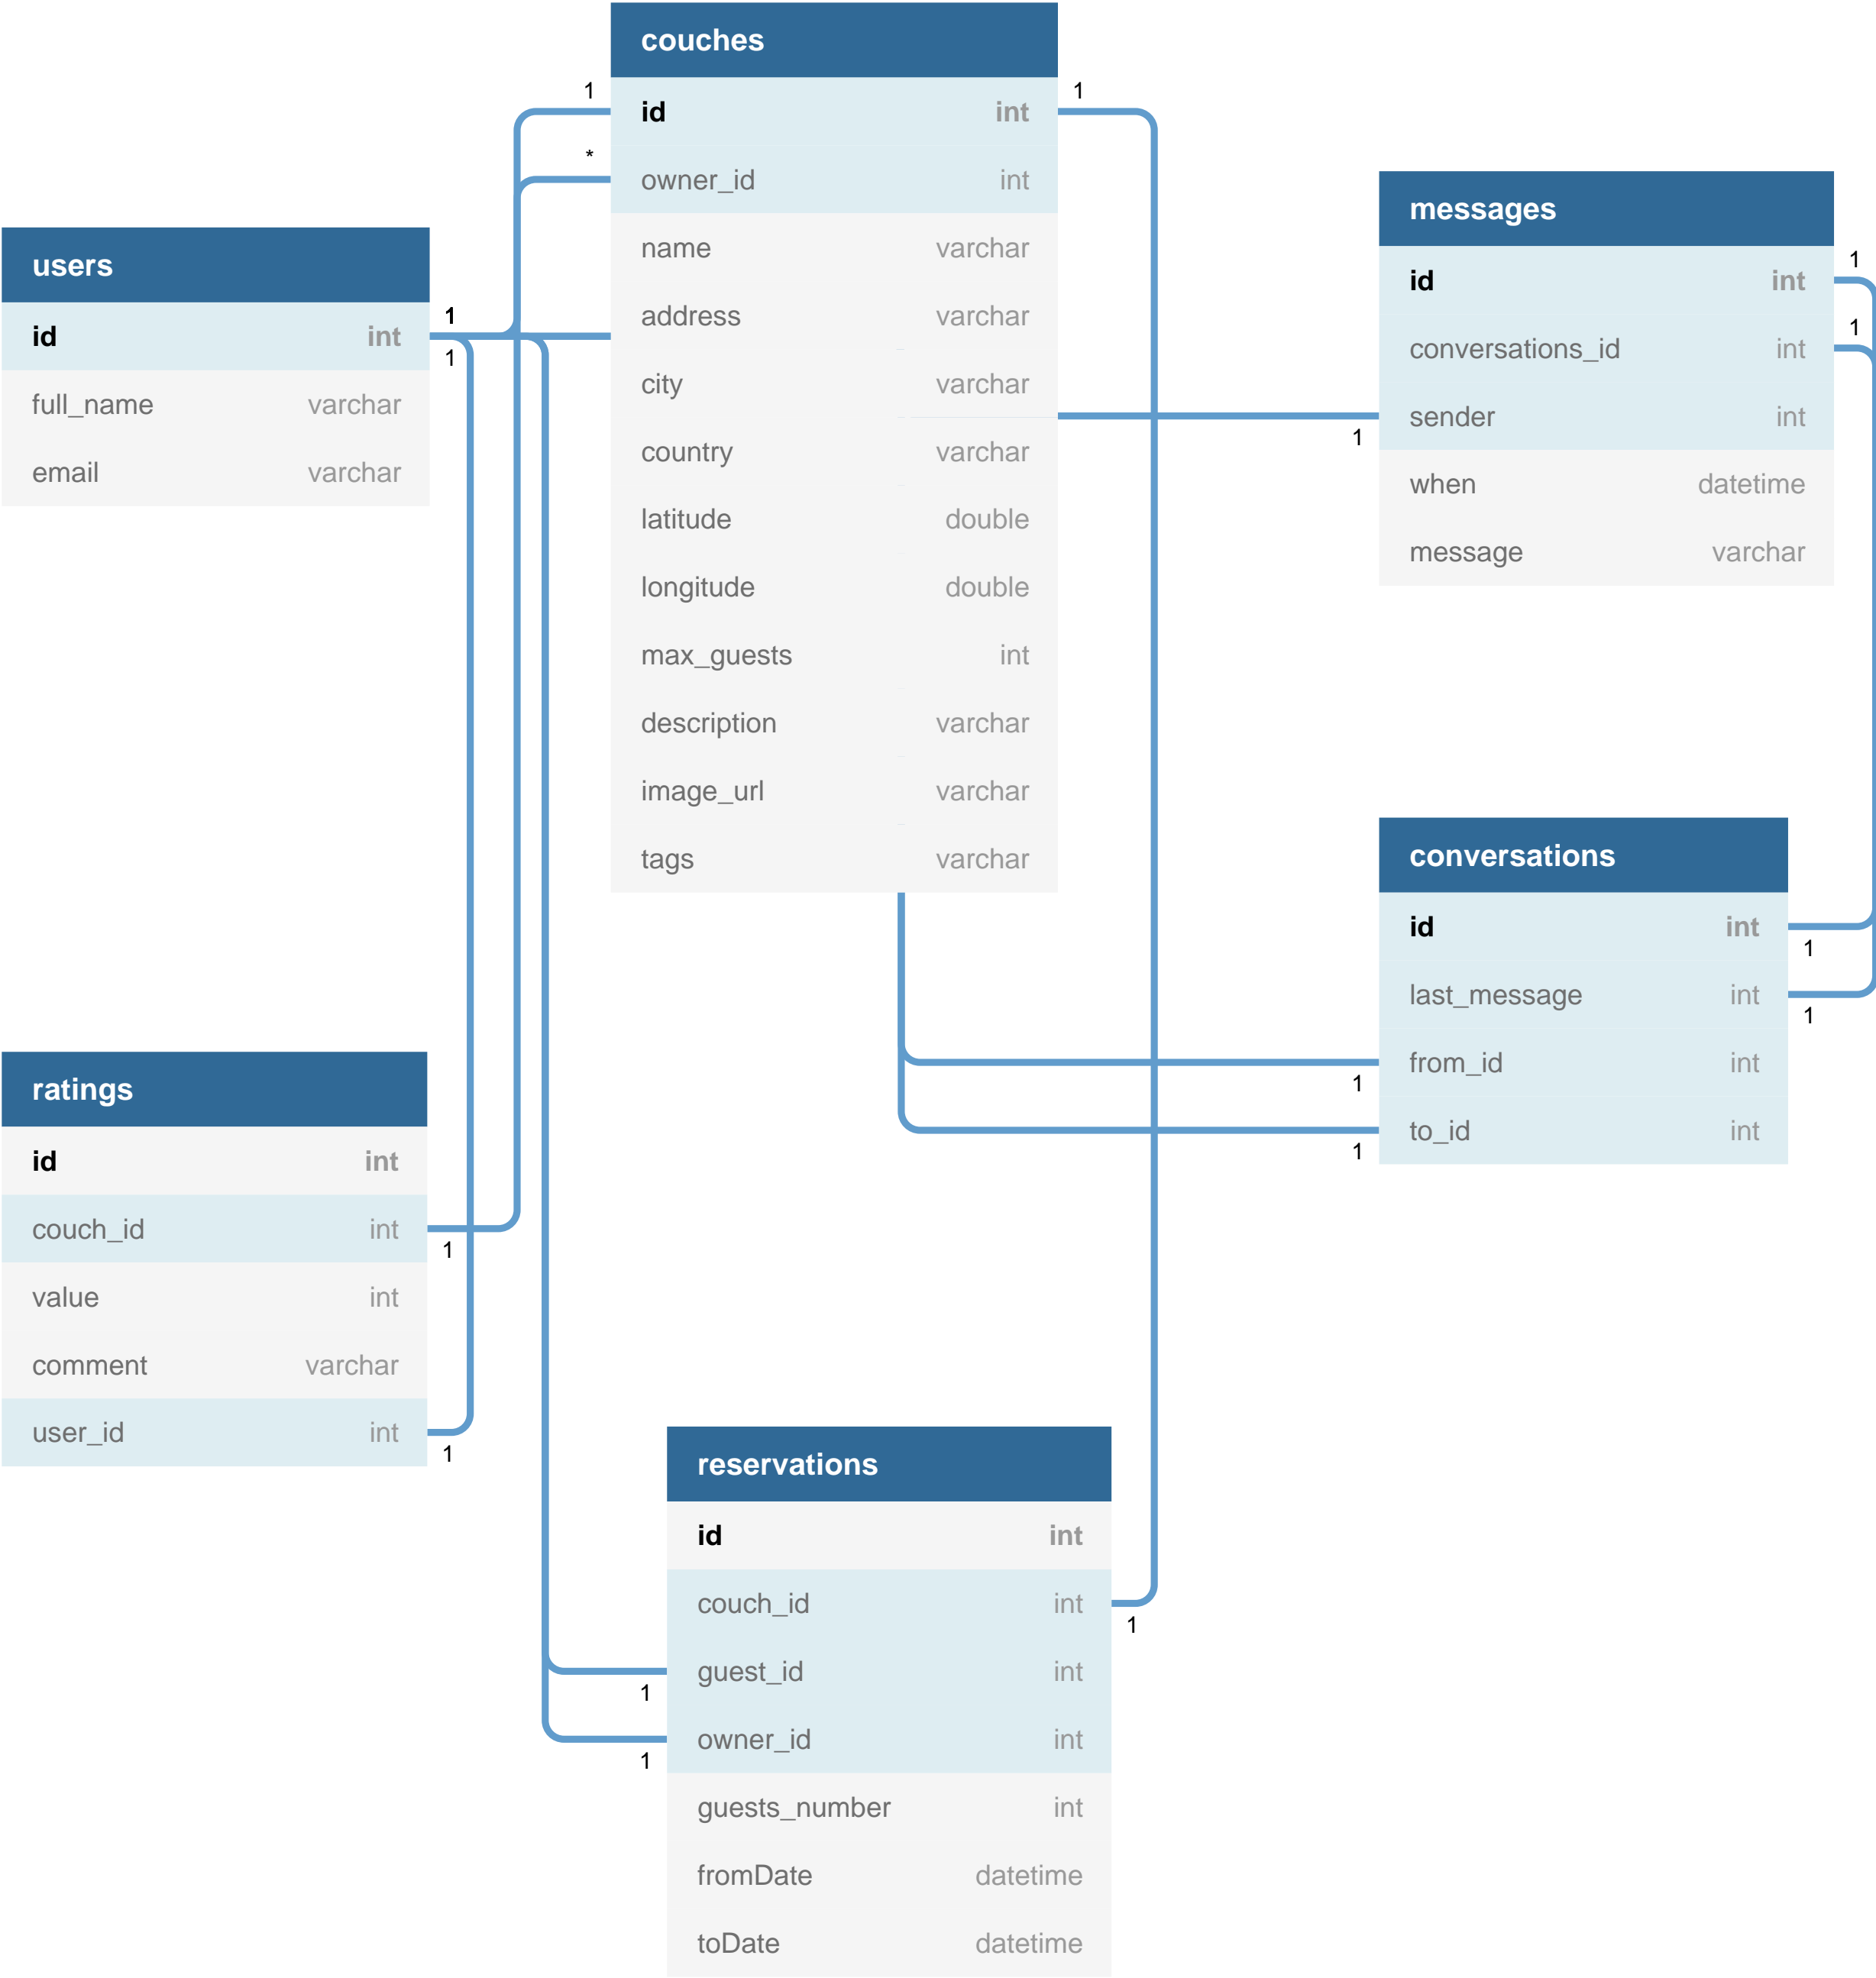 couches
1
id int
1
*
owner_id int
name varchar
address varchar
city varchar
country varchar
latitude double
longitude double
max_guests int
description varchar
image_url varchar
tags varchar
users
1
id int
1
full_name varchar
email varchar
messages
1
id int
1
conversations_id int
sender int
1
when datetime
message varchar
conversations
id int
1
last_message int
1
from_id int
1
to_id int
1
ratings
id int
couch_id int
1
value int
comment varchar
user_id int
1
reservations
id int
couch_id int
1
guest_id int
1
owner_id int
1
guests_number int
fromDate datetime
toDate datetime